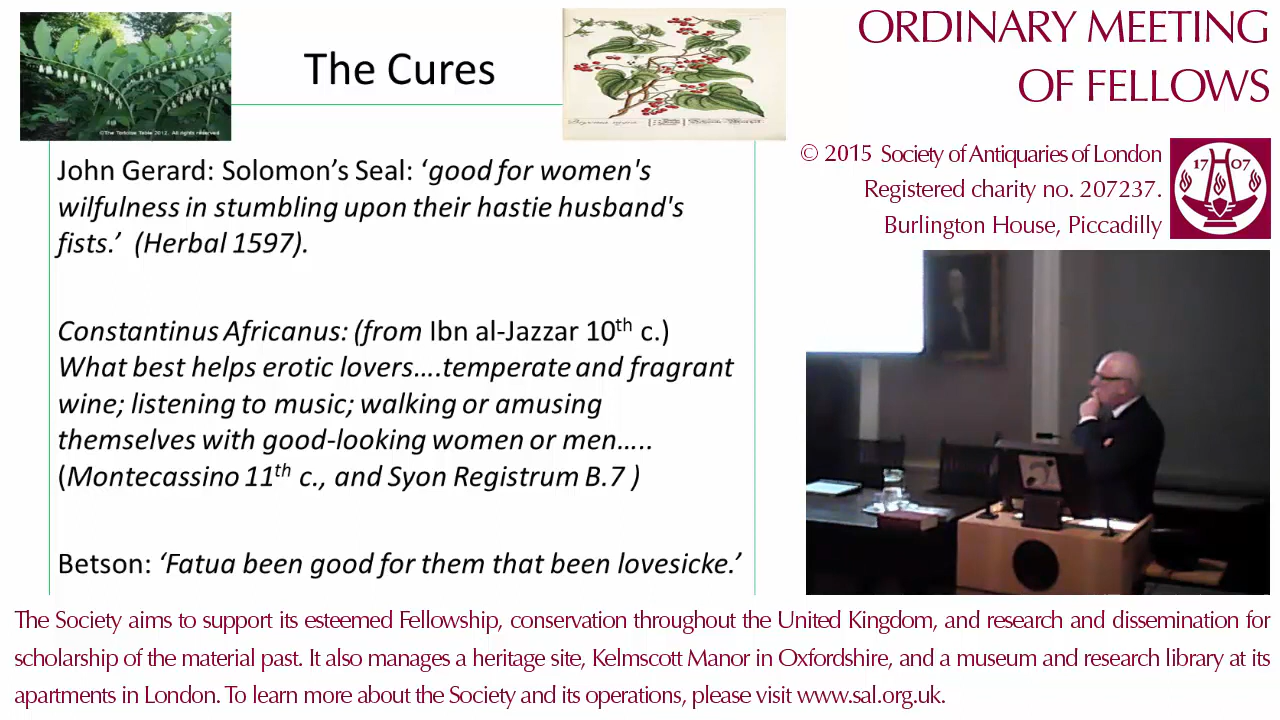 The Cures
©The Tortoise Table 2012. All rights reserved
John Gerard: Solomon’s Seal: ‘good for women's
wilfulness in stumbling upon their hastie husband's
fists.’ (Herbal 1597).
Constantinus Africanus: (from Ibn al-Jazzar 10th c.)
What best helps erotic lovers….temperate and fragrant
wine; listening to music; walking or amusing
themselves with good-looking women or men…..
(Montecassino 11th c., and Syon Registrum B.7 )
Betson: ‘Fatua been good for them that been lovesicke.’
ORDINARY MEETING
OF FELLOWS
© 2015 Society of Antiquaries of London
Registered charity no. 207237.
Burlington House, Piccadilly
17 07
The Society aims to support its esteemed Fellowship, conservation throughout the United Kingdom, and research and dissemination for
scholarship of the material past. It also manages a heritage site, Kelmscott Manor in Oxfordshire, and a museum and research library at its
apartments in London. To learn more about the Society and its operations, please visit www.sal.org.uk.